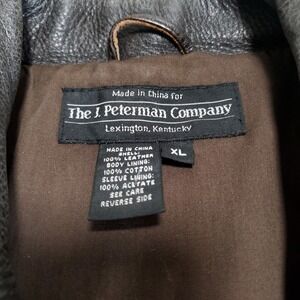 Made in China for
The J. Peterman Company
Lexington, Kentucky
MADE IN CHINA
SHELL:
100% LEATHER
BODY LINING:
100% COTTON
SLEEVE LINING:
100% ACETATE
SEE CARE
REVERSE SIDE
XL